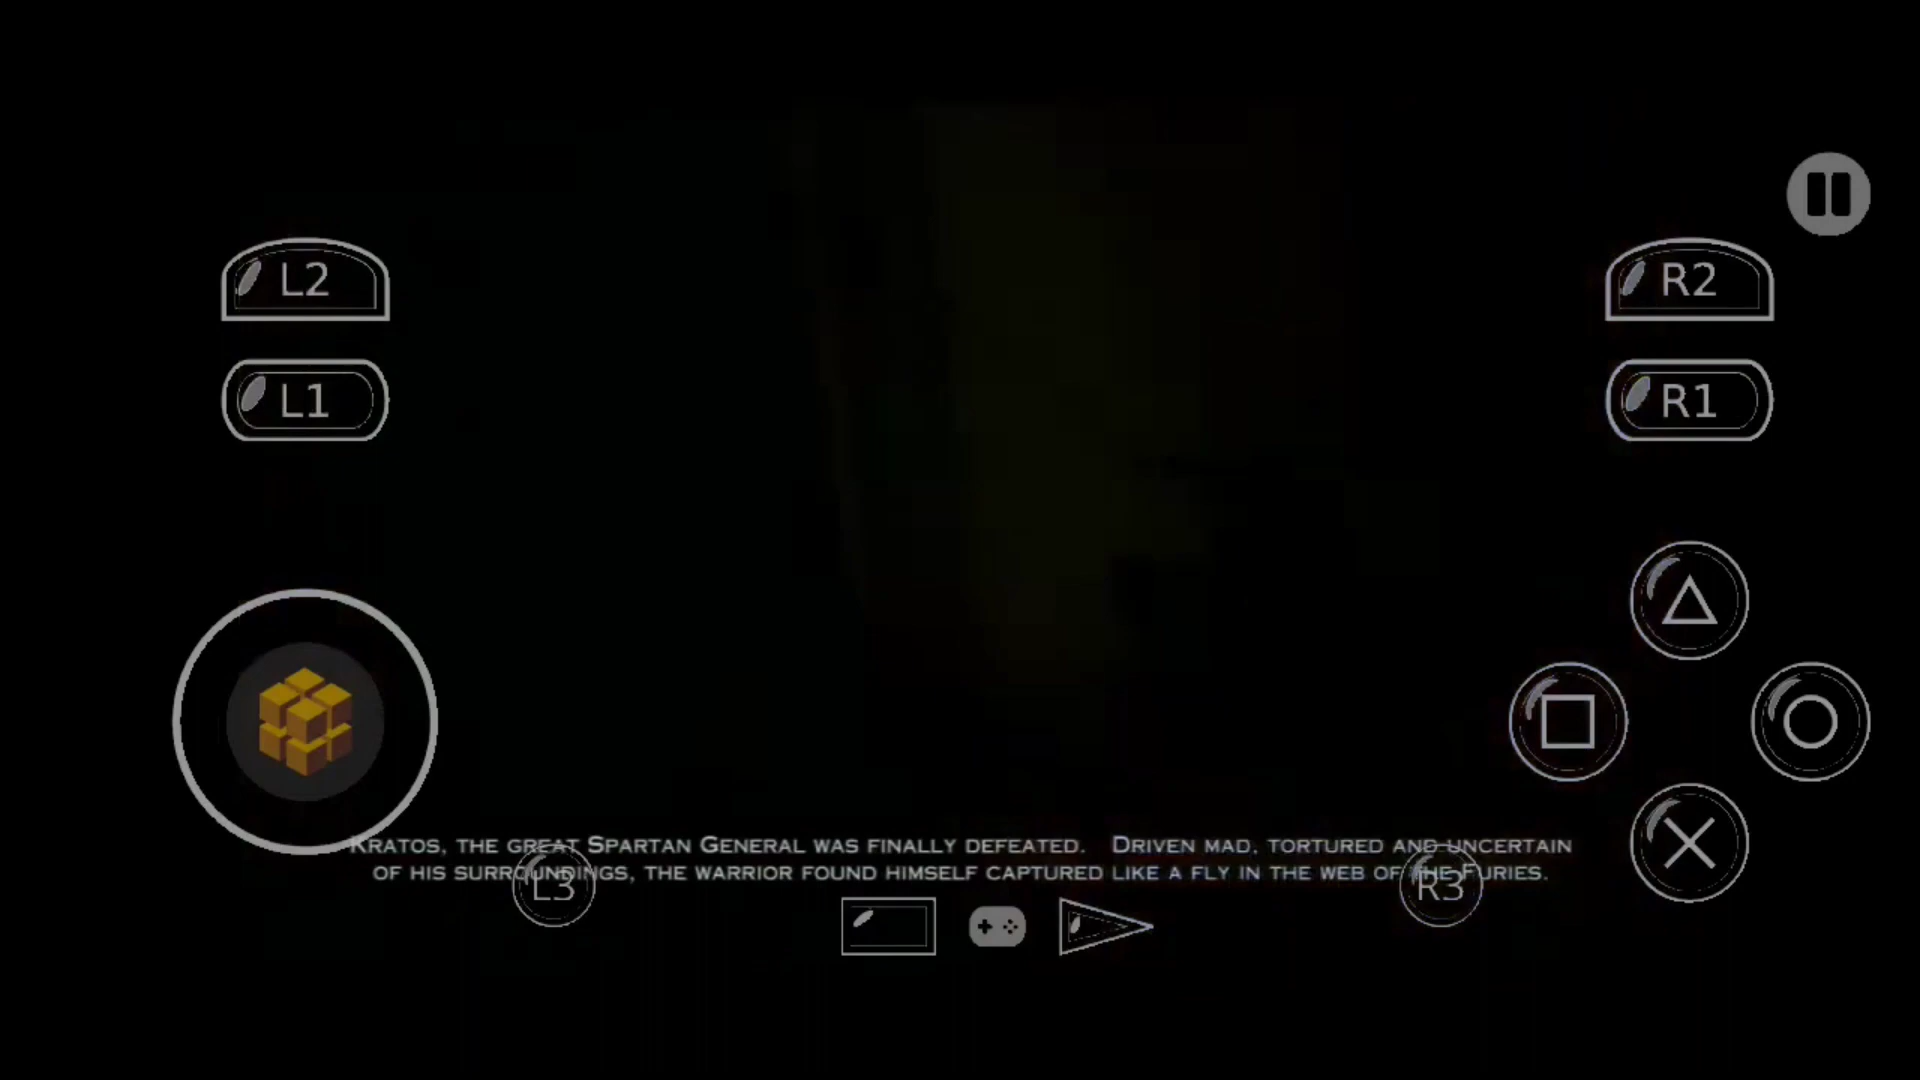 L2
R2
L1
R1
Kratos, the great Spartan General was finally defeated. Driven mad, tortured and uncertain
of his surroundings, the warrior found himself captured like a fly in the web of the Furies.
L3
R3